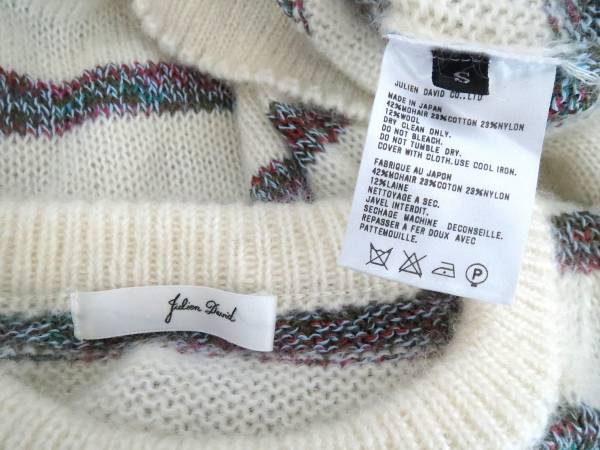 S
JULIEN DAVID CO.,LTD
MADE IN JAPAN
42%MOHAIR 23%COTTON 23%NYLON
12%WOOL
DRY CLEAN ONLY.
DO NOT BLEACH.
DO NOT TUMBLE DRY.
COVER WITH CLOTH.USE COOL IRON.
FABRIQUE AU JAPON
42%MOHAIR 23%COTON 23%NYLON
12%LAINE
NETTOYAGE A SEC.
JAVEL INTERDIT.
SECHAGE MACHINE DECONSEILLE.
REPASSER A FER DOUX AVEC
PATTEMOUILLE.
P
Julien David